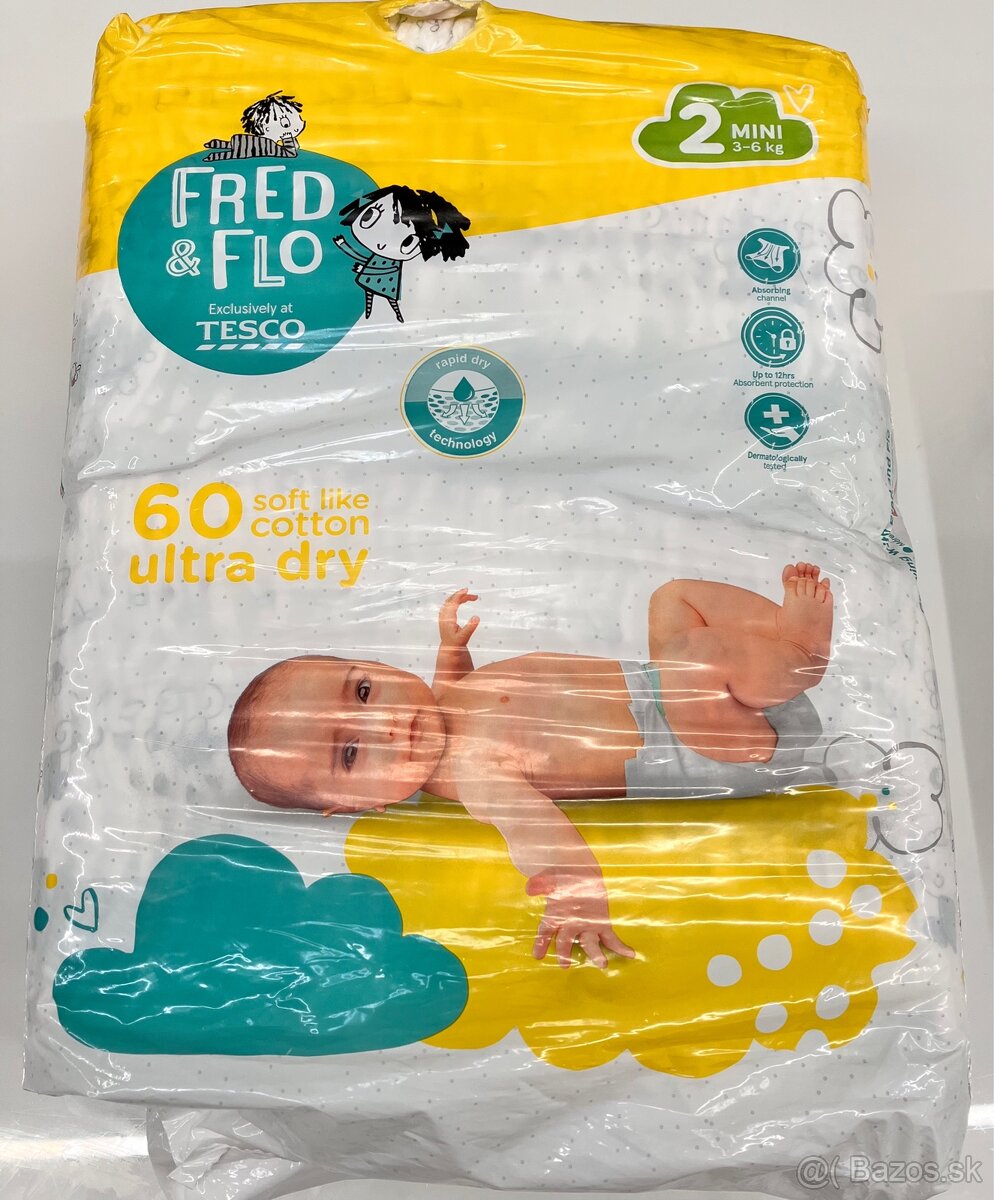 2 MINI
3-6 kg
FRED
& FLO
Exclusively at
TESCO
Absorbing
channel
rapid dry
technology
Up to 12hrs
Absorbent protection
Dermatologically
tested
60 soft like
cotton
ultra dry
@( Bazos.sk